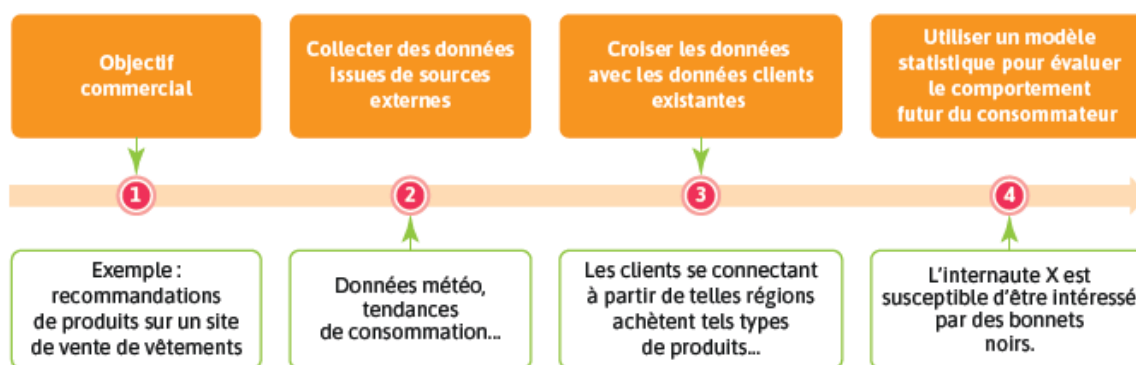 Objectif
commercial
Collecter des données
issues de sources
externes
Croiser les données
avec les données clients
existantes
Utiliser un modèle
statistique pour évaluer
le comportement
futur du consommateur
1
2
3
4
Exemple :
recommandations
de produits sur un site
de vente de vêtements
Données météo,
tendances
de consommation...
Les clients se connectant
à partir de telles régions
achètent tels types
de produits...
L'internaute X est
susceptible d'être intéressé
par des bonnets
noirs.